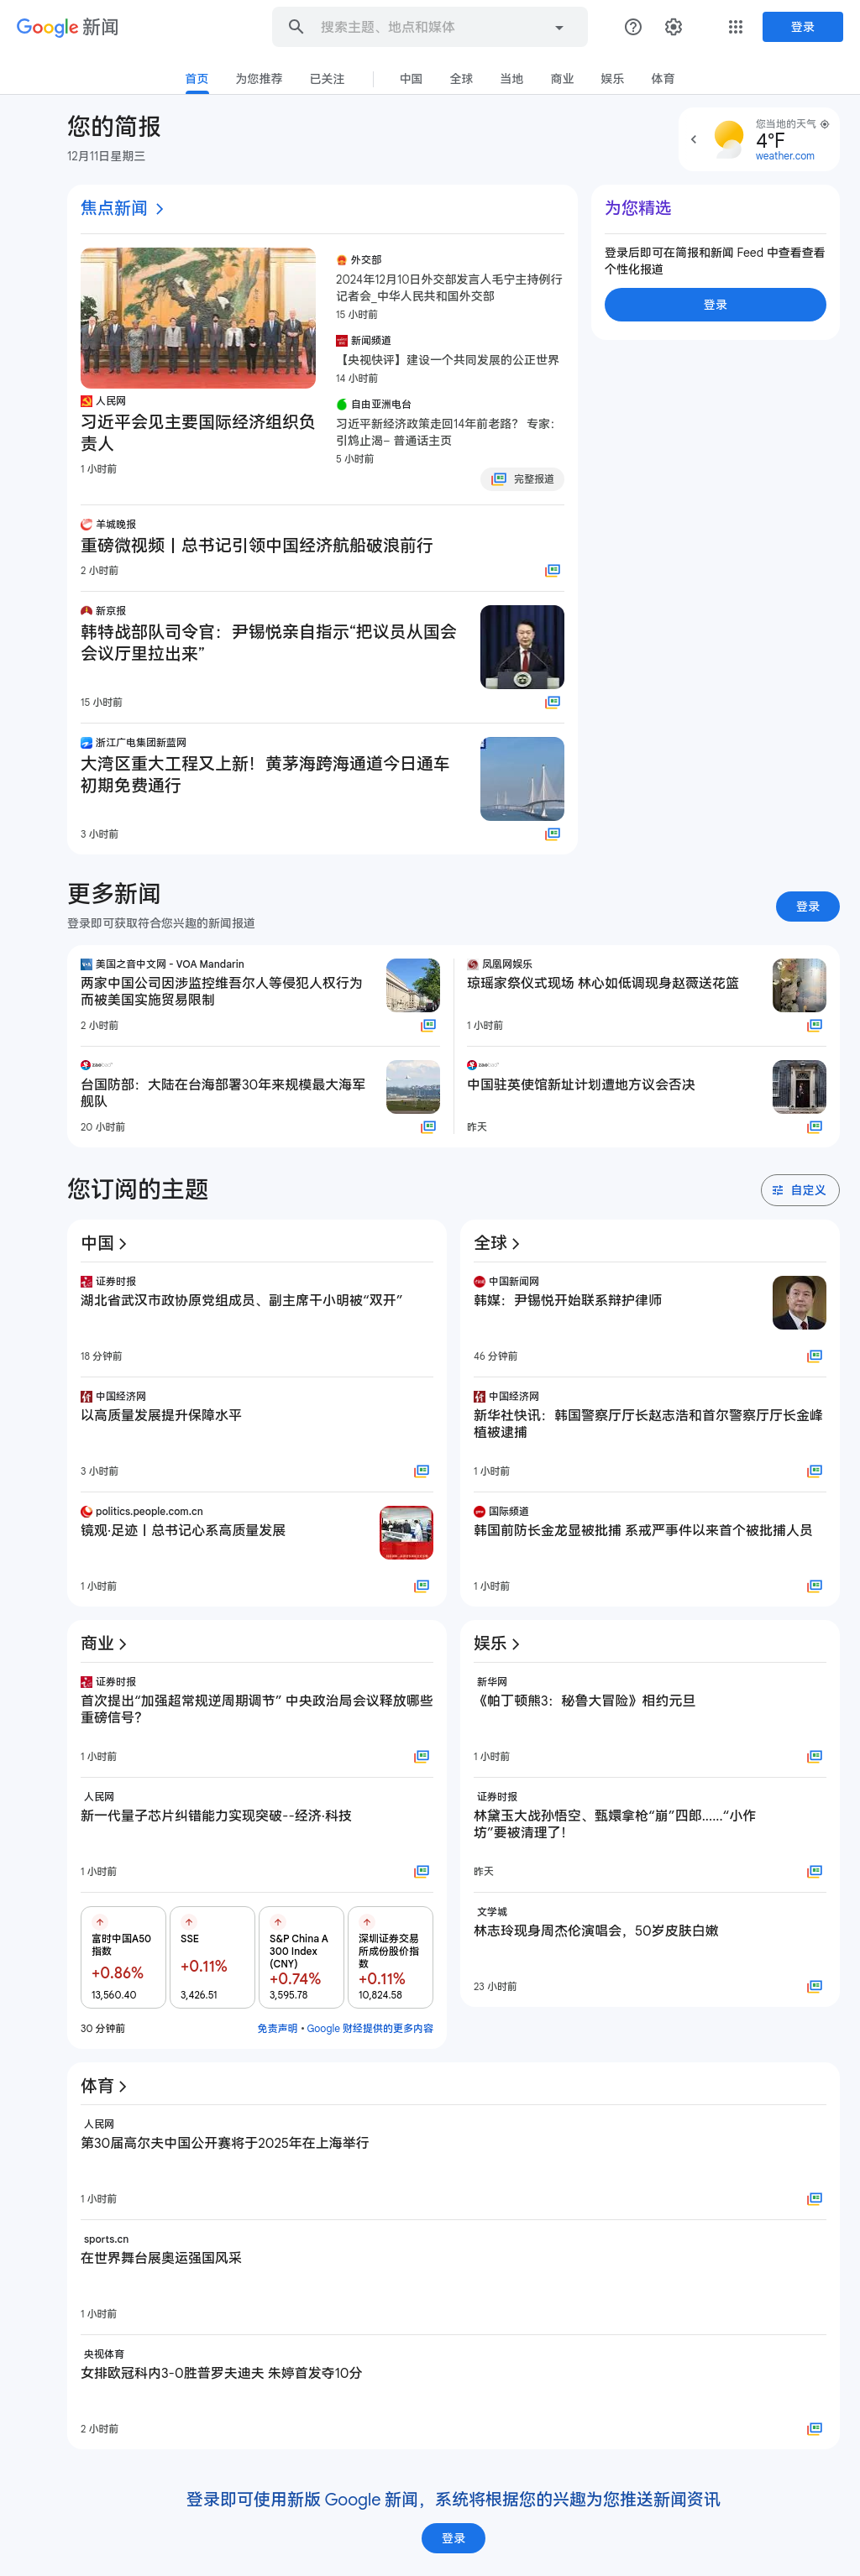 Google 新闻
搜索主题、地点和媒体
登录
首页
为您推荐
已关注
中国
全球
当地
商业
娱乐
体育
您的简报
12月11日星期三
您当地的天气
4°F
weather.com
焦点新闻
人民网
习近平会见主要国际经济组织负
责人
1 小时前
外交部
2024年12月10日外交部发言人毛宁主持例行
记者会_中华人民共和国外交部
15 小时前
新闻频道
【央视快评】建设一个共同发展的公正世界
14 小时前
自由亚洲电台
习近平新经济政策走回14年前老路？ 专家：
引鸩止渴– 普通话主页
5 小时前
完整报道
羊城晚报
重磅微视频丨总书记引领中国经济航船破浪前行
2 小时前
新京报
韩特战部队司令官：尹锡悦亲自指示“把议员从国会
会议厅里拉出来”
15 小时前
浙江广电集团新蓝网
大湾区重大工程又上新！黄茅海跨海通道今日通车
初期免费通行
3 小时前
为您精选
登录后即可在简报和新闻 Feed 中查看查看
个性化报道
登录
更多新闻
登录即可获取符合您兴趣的新闻报道
登录
美国之音中文网 - VOA Mandarin
两家中国公司因涉监控维吾尔人等侵犯人权行为
而被美国实施贸易限制
2 小时前
凤凰网娱乐
琼瑶家祭仪式现场 林心如低调现身赵薇送花篮
1 小时前
台国防部：大陆在台海部署30年来规模最大海军
舰队
20 小时前
中国驻英使馆新址计划遭地方议会否决
昨天
您订阅的主题
自定义
中国
证券时报
湖北省武汉市政协原党组成员、副主席干小明被“双开”
18 分钟前
中国经济网
以高质量发展提升保障水平
3 小时前
politics.people.com.cn
镜观·足迹丨总书记心系高质量发展
1 小时前
全球
中国新闻网
韩媒：尹锡悦开始联系辩护律师
46 分钟前
中国经济网
新华社快讯：韩国警察厅厅长赵志浩和首尔警察厅厅长金峰
植被逮捕
1 小时前
国际频道
韩国前防长金龙显被批捕 系戒严事件以来首个被批捕人员
1 小时前
商业
证券时报
首次提出“加强超常规逆周期调节” 中央政治局会议释放哪些
重磅信号？
1 小时前
人民网
新一代量子芯片纠错能力实现突破--经济·科技
1 小时前
富时中国A50
指数
+0.86%
13,560.40
SSE
+0.11%
3,426.51
S&P China A
300 Index
(CNY)
+0.74%
3,595.78
深圳证券交易
所成份股价指
数
+0.11%
10,824.58
30 分钟前
免责声明 • Google 财经提供的更多内容
娱乐
新华网
《帕丁顿熊3：秘鲁大冒险》相约元旦
1 小时前
证券时报
林黛玉大战孙悟空、甄嬛拿枪“崩”四郎……“小作
坊”要被清理了！
昨天
文学城
林志玲现身周杰伦演唱会，50岁皮肤白嫩
23 小时前
体育
人民网
第30届高尔夫中国公开赛将于2025年在上海举行
1 小时前
sports.cn
在世界舞台展奥运强国风采
1 小时前
央视体育
女排欧冠科内3-0胜普罗夫迪夫 朱婷首发夺10分
2 小时前
登录即可使用新版 Google 新闻，系统将根据您的兴趣为您推送新闻资讯
登录